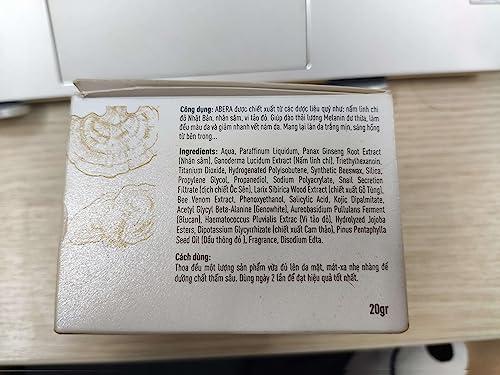 Công dụng: ABERA được chiết xuất từ các dược liệu quý như: nấm linh chi
đỏ Nhật Bản, nhân sâm, vi tảo đỏ. Giúp đào thải lượng Melanin dư thừa, làm
đều màu da và giảm nhanh vết nám da. Mang lại làn da trắng mịn, sáng hồng
từ bên trong...
Ingredients: Aqua, Paraffinum Liquidum, Panax Ginseng Root Extract
(Nhân sâm), Ganoderma Lucidum Extract (Nấm linh chi), Triethylhexanoin,
Titanium Dioxide, Hydrogenated Polyisobutene, Synthetic Beeswax, Silica,
Propylene Glycol, Propanediol, Sodium Polyacrylate, Snail Secretion
Filtrate (dịch chiết Ốc Sên), Larix Sibirica Wood Extract (chiết xuất Gỗ Tùng),
Bee Venom Extract, Phenoxyethanol, Salicylic Acid, Kojic Dipalmitate,
Acetyl Glycyl Beta-Alanine (Genowhite), Aureobasidium Pullulans Ferment
(Blucan), Haematococcus Pluvialis Extrac (Vi tảo đỏ), Hydrolyzed Jojoba
Esters, Dipotassium Glycyrrhizate (chiết xuất Cam thảo), Pinus Pentaphylla
Seed Oil (Dầu thông đỏ ), Fragrance, Disodium Edta.
Cách dùng:
Thoa đều một lượng sản phẩm vừa đủ lên da mặt, mát-xa nhẹ nhàng để
dưỡng chất thẩm sâu. Dùng ngày 2 lần để đạt hiệu quả tốt nhất.
20gr